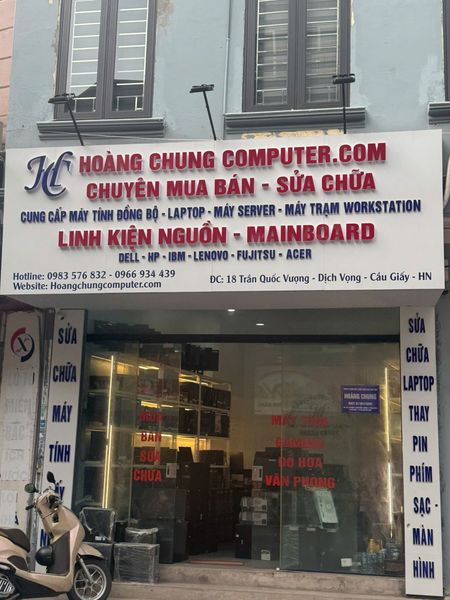 HC HOÀNG CHUNG COMPUTER.COM
CHUYÊN MUA BÁN - SỬA CHỮA
CUNG CẤP MÁY TÍNH ĐỒNG BỘ - LAPTOP - MÁY SERVER - MÁY TRẠM WORKSTATION
LINH KIỆN NGUỒN - MAINBOARD
DELL - HP - IBM - LENOVO - FUJITSU - ACER
Hotline: 0983 576 832 - 0966 934 439
ĐC: 18 Trần Quốc Vượng - Dịch Vọng - Cầu Giấy - HN
Website: Hoangchungcomputer.com
SỬA
CHỮA
MÁY
TÍNH
MUA
BÁN
SỬA
CHỮA
MÁY TÍNH
GAMING
ĐỒ HỌA
VĂN PHÒNG
HOÀNG CHUNG
SỬA
CHỮA
LAPTOP
THAY
PIN
PHÍM
SẠC
MÀN
HÌNH